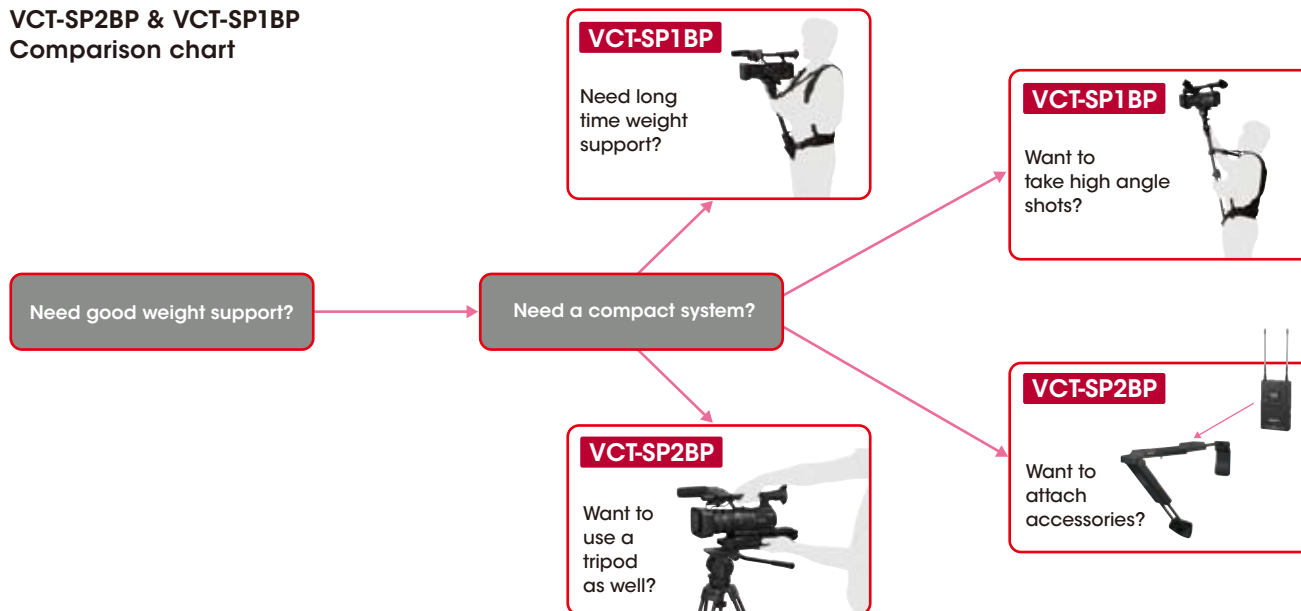 VCT-SP2BP & VCT-SP1BP
Comparison chart
VCT-SP1BP
Need long
time weight
support?
VCT-SP1BP
Want to
take high angle
shots?
Need good weight support?
Need a compact system?
VCT-SP2BP
Want to
use a
tripod
as well?
VCT-SP2BP
Want to
attach
accessories?